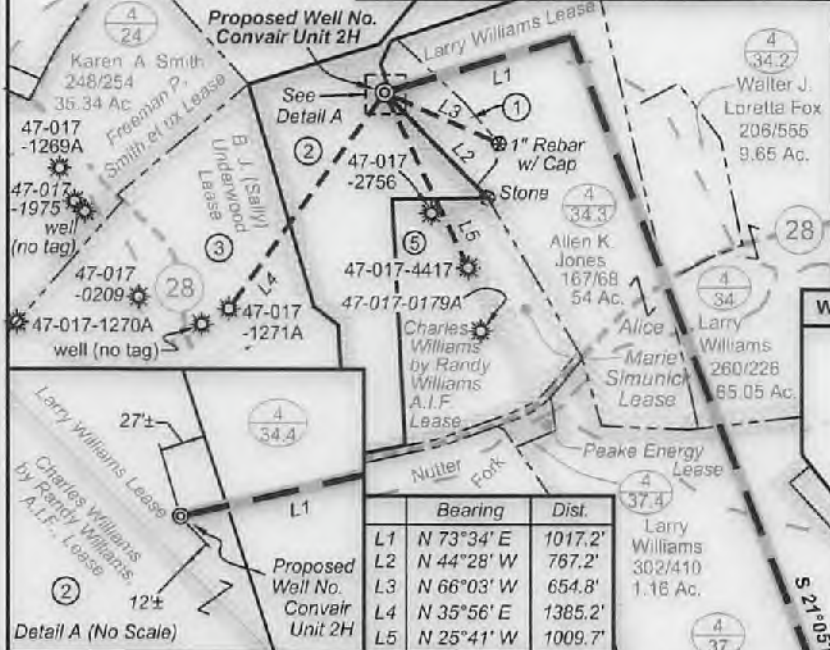 4
24
Karen A Smith
248/254
35.34 Ac
Freeman P.
Smith et ux Lease
Proposed Well No.
Convair Unit 2H
See
Detail A
Larry Williams Lease
L1
L3
1
L2
1" Rebar
w/ Cap
Stone
4
34.2
Walter J.
Loretta Fox
206/555
9.65 Ac.
47-017
-1269A
47-017
-1975
well
(no tag)
B. J. (Sally)
Underwood
Lease
2
3
47-017
-2756
L5
5
47-017-4417
47-017-0179A
L4
47-017
-0209
28
47-017-1270A
47-017
-1271A
well (no tag)
4
34.3
Allen K.
Jones
167/68
54 Ac.
28
4
34
Larry
Williams
260/226
65.05 Ac.
W
Alice
Marie
Simunick
Lease
Charles
Williams
by Randy
Williams
A.I.F.
Lease
Peake Energy
Lease
Nutter
Fork
4
37.4
Larry
Williams
302/410
1.16 Ac.
4
37
S 21°05'
Larry Williams Lease
27'±
4
34.4
Charles Williams
by Randy Williams
A.I.F., Lease
L1
Proposed
Well No.
Convair
Unit 2H
2
12'±
Detail A (No Scale)
Bearing Dist.
L1 N 73°34' E 1017.2'
L2 N 44°28' W 767.2'
L3 N 66°03' W 654.8'
L4 N 35°56' E 1385.2'
L5 N 25°41' W 1009.7'